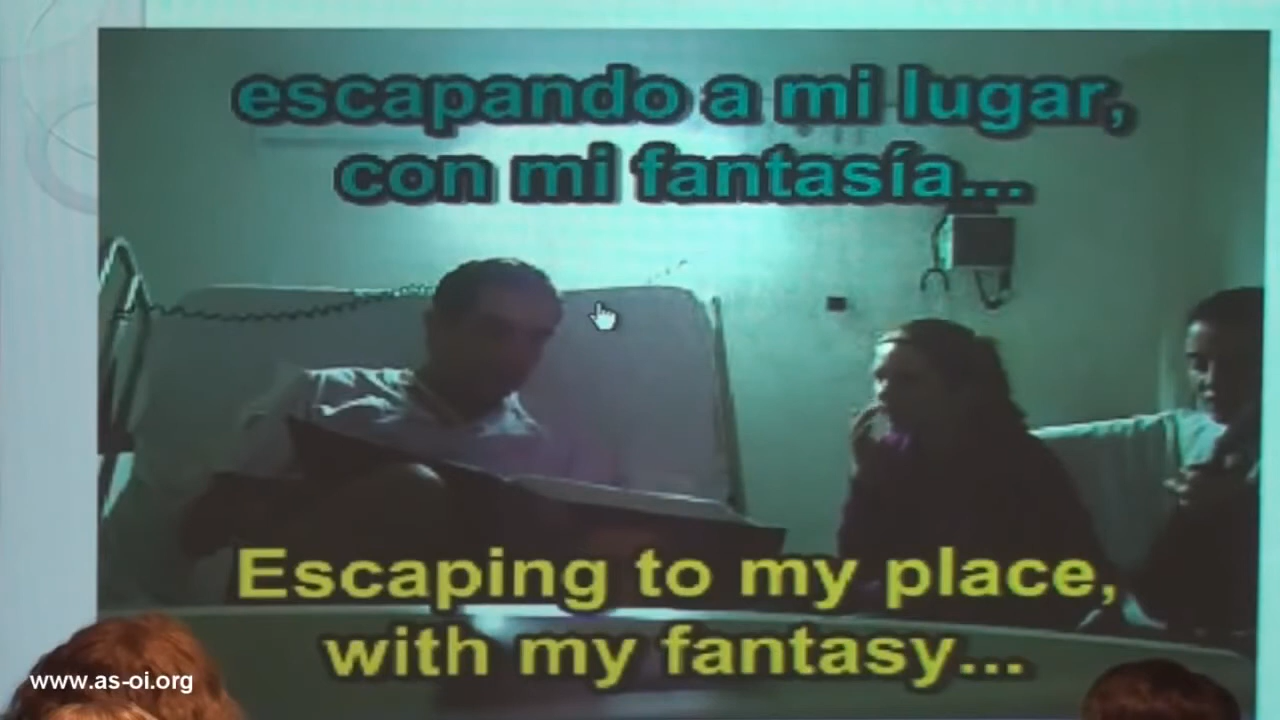 escapando a mi lugar,
con mi fantasía...
Escaping to my place,
with my fantasy...
www.as-oi.org